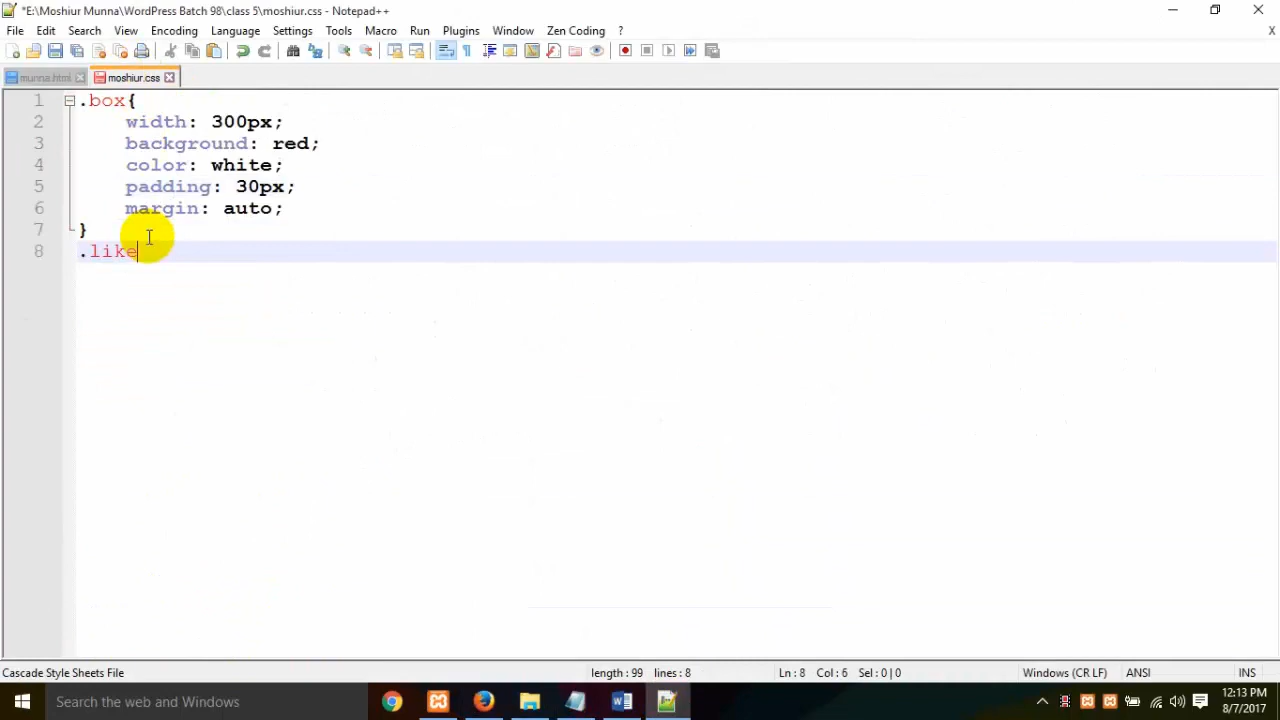 *E:\Moshiur Munna\WordPress Batch 98\class 5\moshiur.css - Notepad++
File Edit Search View Encoding Language Settings Tools Macro Run Plugins Window Zen Coding ? X
munna.html moshiur.css
1 .box{
2 width: 300px;
3 background: red;
4 color: white;
5 padding: 30px;
6 margin: auto;
7 }
8 .like
Cascade Style Sheets File length: 99 lines: 8 Ln: 8 Col: 6 Sel: 0 | 0 Windows (CR LF) ANSI INS
Search the web and Windows 12:13 PM
8/7/2017